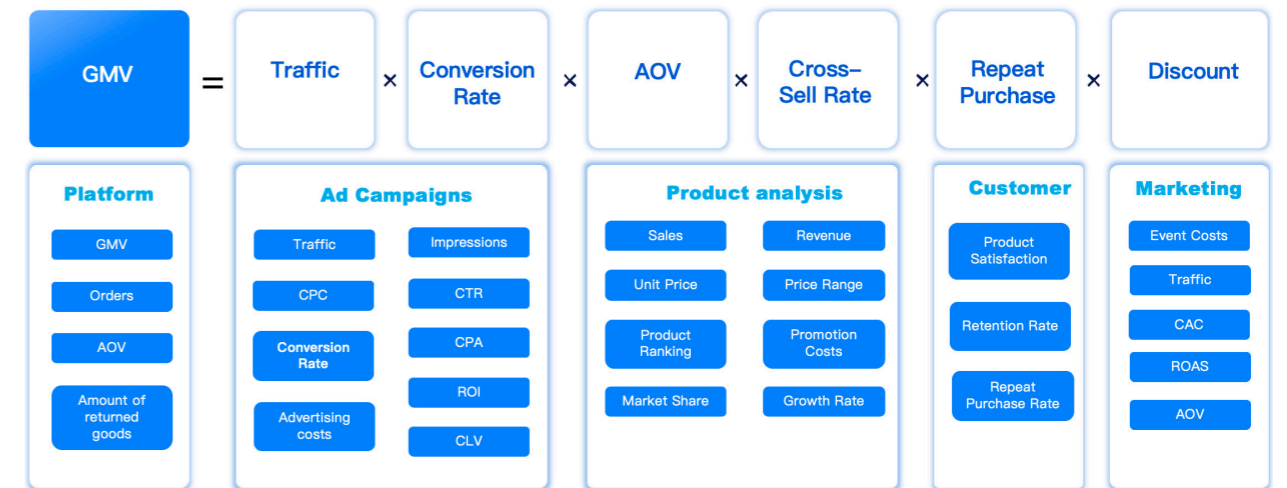 GMV
=
Traffic
×
Conversion
Rate
×
AOV
×
Cross-
Sell Rate
×
Repeat
Purchase
×
Discount
Platform
GMV
Orders
AOV
Amount of
returned
goods
Ad Campaigns
Traffic
Impressions
CPC
CTR
Conversion
Rate
CPA
Advertising
costs
ROI
CLV
Product analysis
Sales
Revenue
Unit Price
Price Range
Product
Ranking
Promotion
Costs
Market Share
Growth Rate
Customer
Product
Satisfaction
Retention Rate
Repeat
Purchase Rate
Marketing
Event Costs
Traffic
CAC
ROAS
AOV